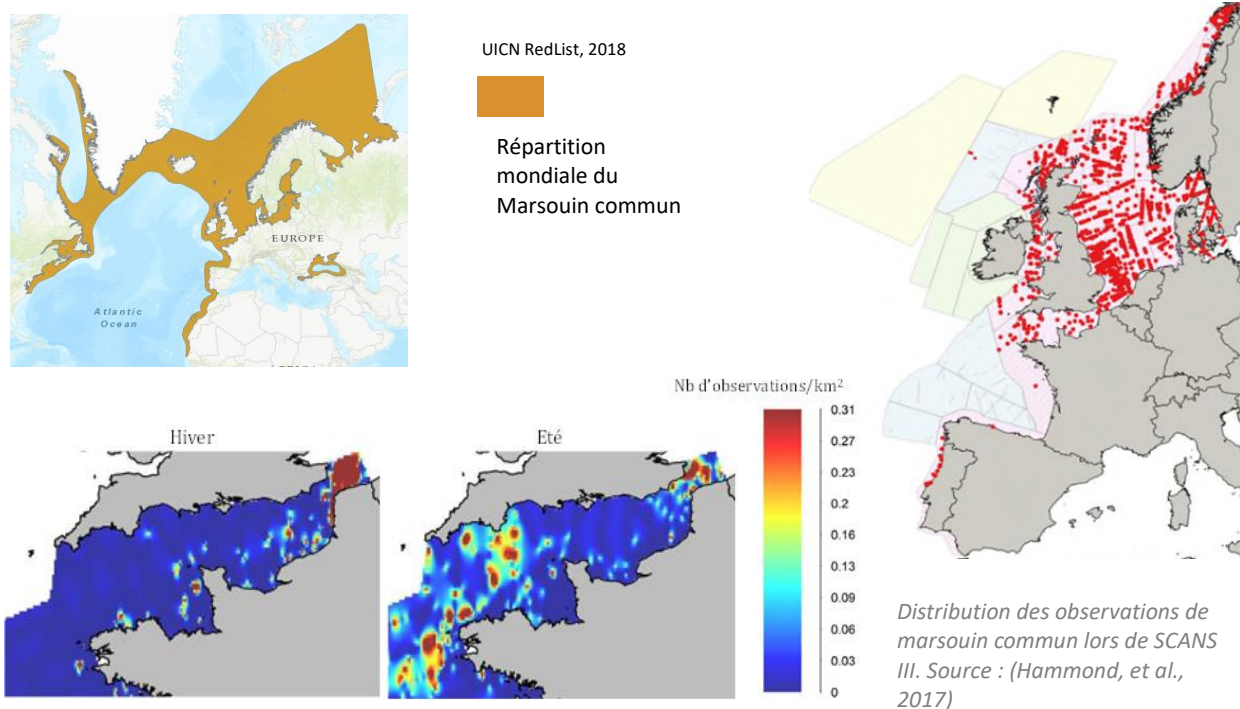 UICN RedList, 2018
Répartition
mondiale du
Marsouin commun
EUROPE
Atlantic
Ocean
Nb d'observations/km²
Hiver
Eté
0.31
0.27
0.23
0.2
0.16
0.13
0.09
0.06
0.03
0
Distribution des observations de
marsouin commun lors de SCANS
III. Source : (Hammond, et al.,
2017)